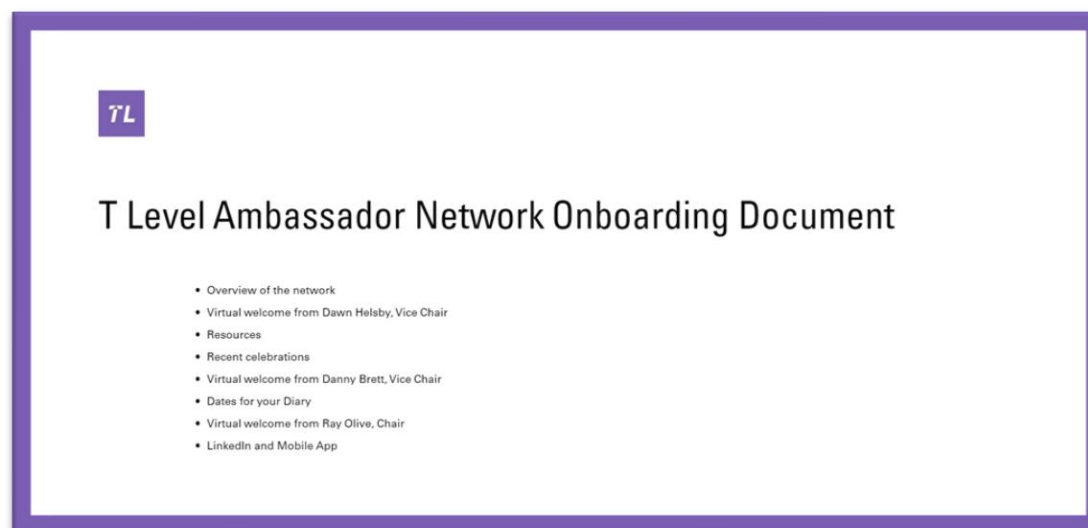 TL
T Level Ambassador Network Onboarding Document
• Overview of the network
• Virtual welcome from Dawn Helsby, Vice Chair
• Resources
• Recent celebrations
• Virtual welcome from Danny Brett, Vice Chair
• Dates for your Diary
• Virtual welcome from Ray Olive, Chair
• LinkedIn and Mobile App